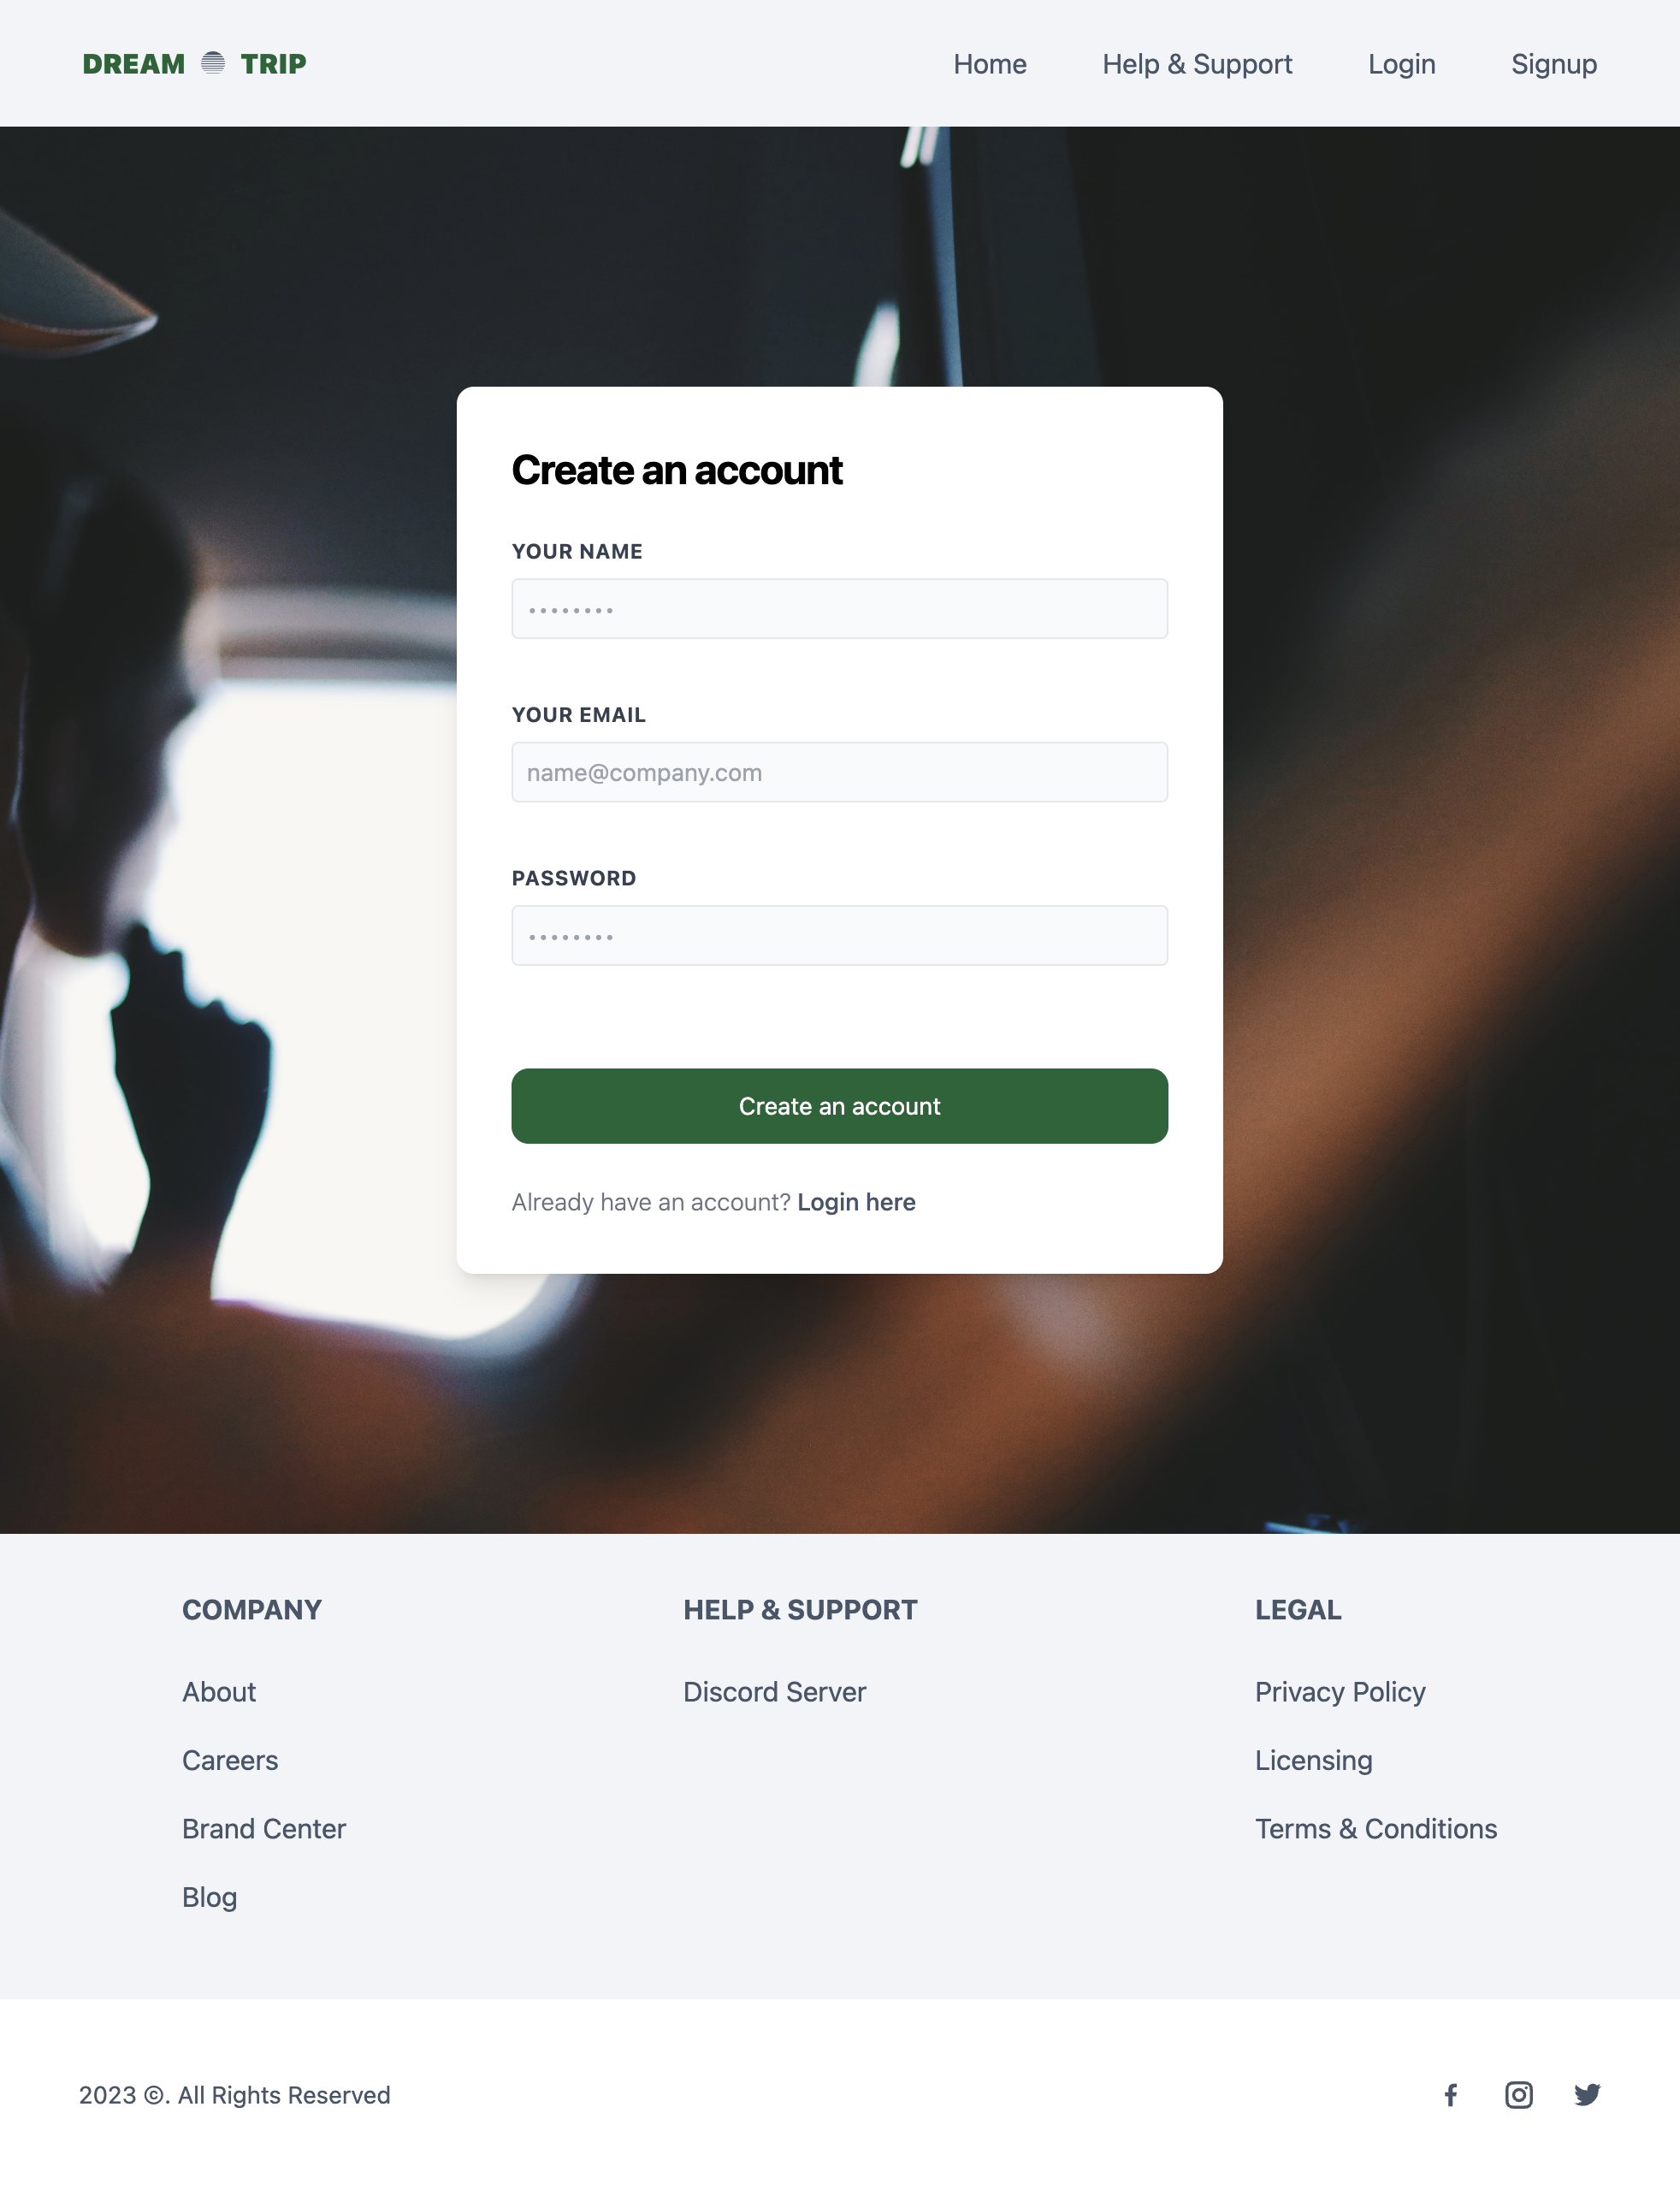 DREAM TRIP
Home Help & Support Login Signup
Create an account
YOUR NAME
••••••••
YOUR EMAIL
name@company.com
PASSWORD
••••••••
Create an account
Already have an account? Login here
COMPANY
About
Careers
Brand Center
Blog
HELP & SUPPORT
Discord Server
LEGAL
Privacy Policy
Licensing
Terms & Conditions
2023 ©. All Rights Reserved